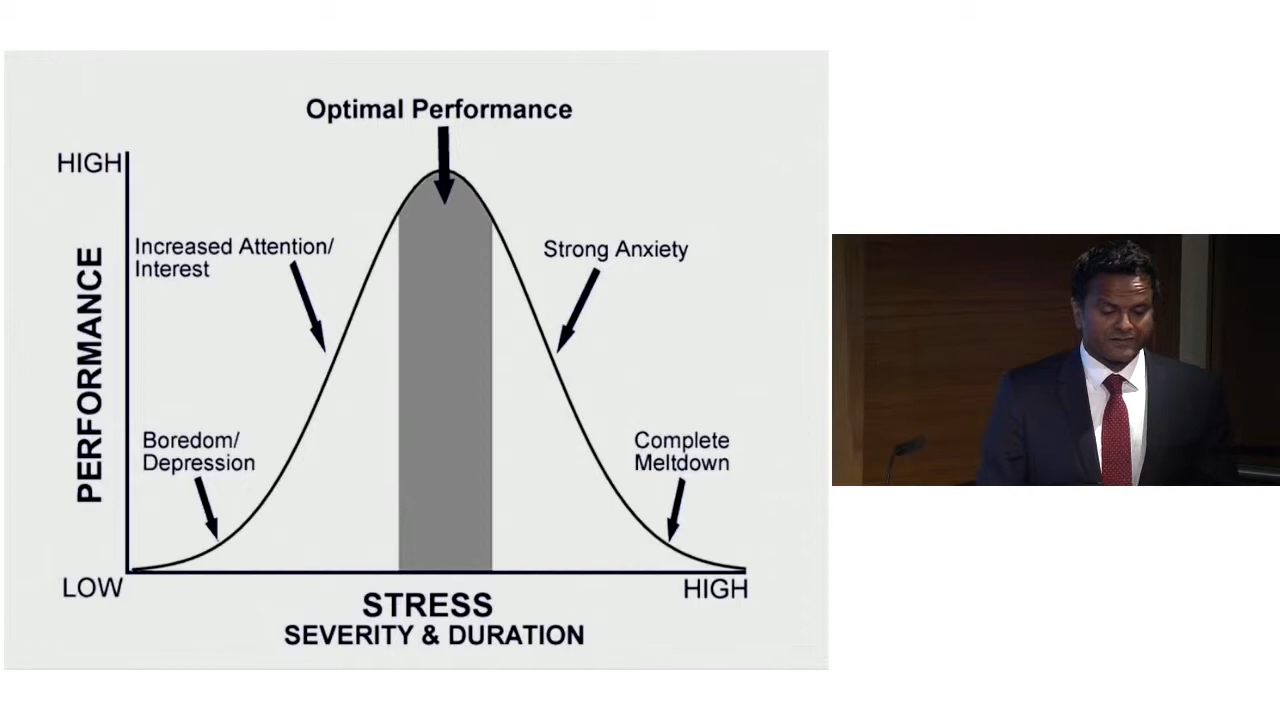 Optimal Performance
HIGH
Increased Attention/
Interest
Strong Anxiety
PERFORMANCE
Boredom/
Depression
Complete
Meltdown
LOW
HIGH
STRESS
SEVERITY & DURATION